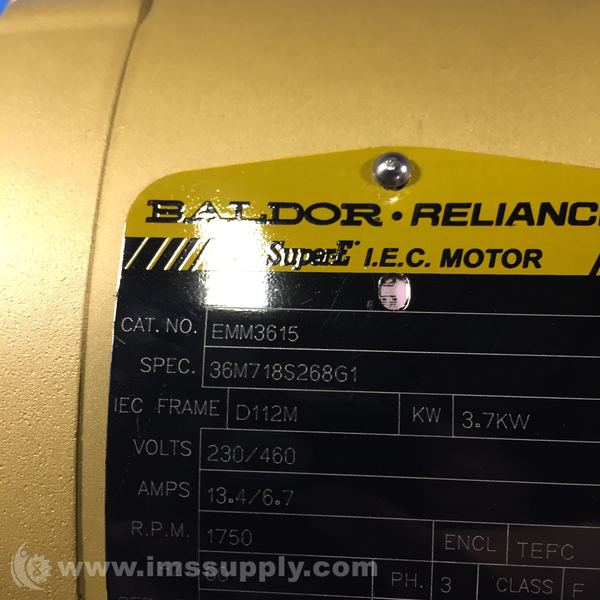 BALDOR • RELIANC
Super-E I.E.C. MOTOR
CAT. NO. EMM3615
SPEC. 36M718S268G1
IEC FRAME D112M KW 3.7KW
VOLTS 230/460
AMPS 13.4/6.7
R.P.M. 1750 ENCL TEFC
PH. 3 CLASS F
www.imssupply.com